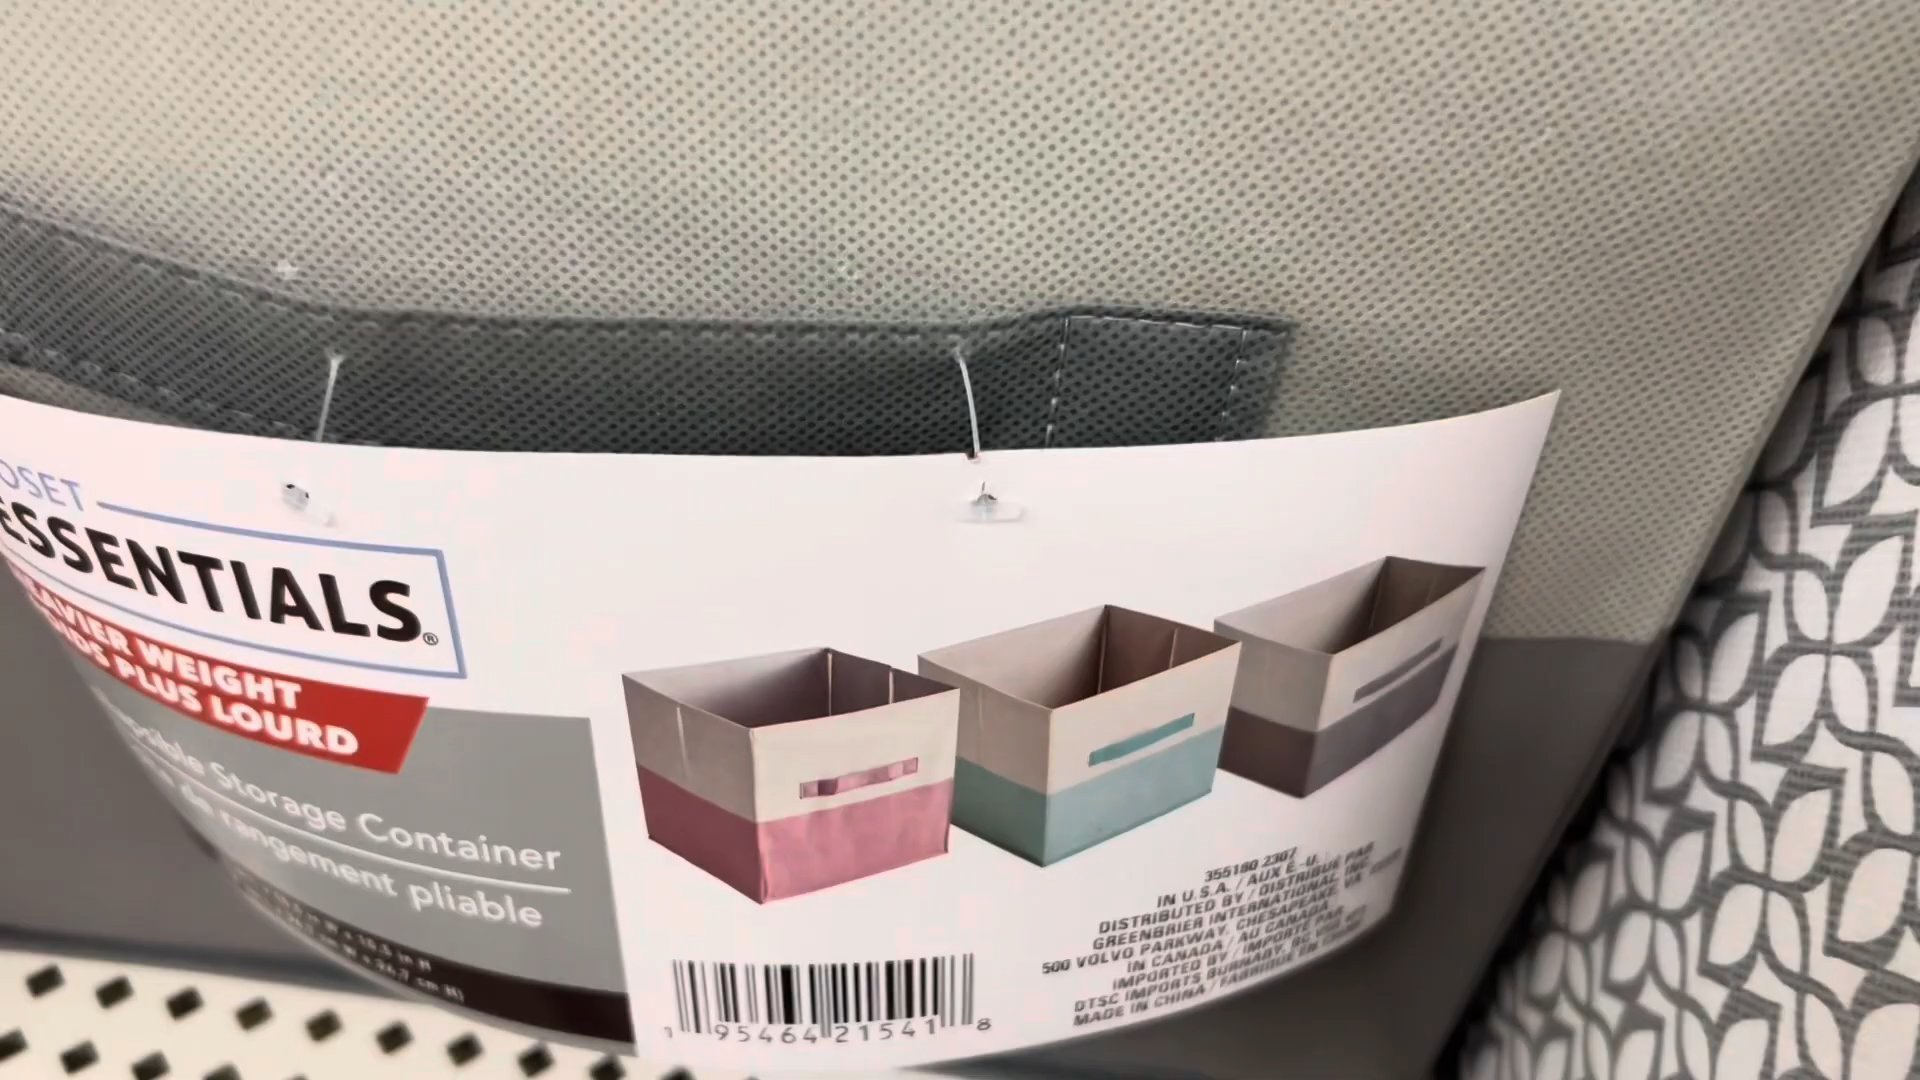 OSET
ESSENTIALS®
WEIGHT
PLUS LOURD
Storage Container
rangement pliable
355180 2307
IN U.S.A. / AUX É.-U.
DISTRIBUTED BY / DISTRIBUÉ PAR
GREENBRIER INTERNATIONAL, INC.
500 VOLVO PARKWAY, CHESAPEAKE, VA
IN CANADA / AU CANADA
IMPORTED BY / IMPORTÉ PAR
DTSC IMPORTS BURNABY, BC
MADE IN CHINA / FABRIQUÉ EN CHINE
1 95464 21541 8